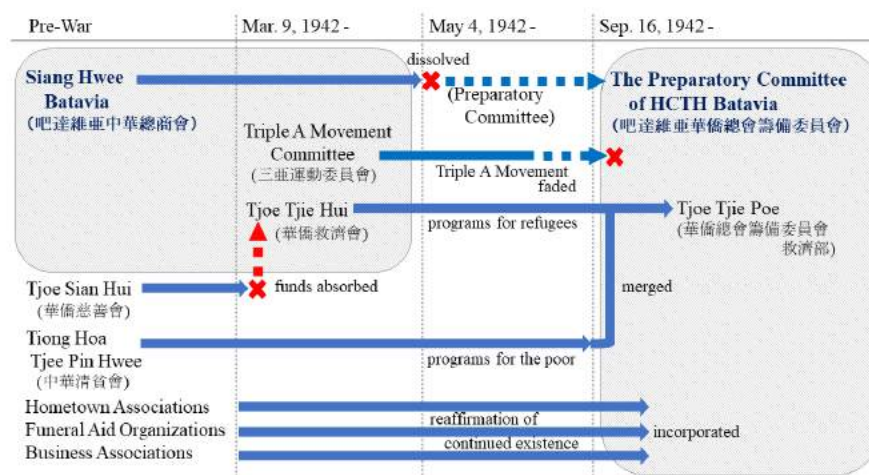 Pre-War
Mar. 9, 1942 -
May 4, 1942 -
Sep. 16, 1942 -
Siang Hwee
Batavia
(吧達維亞中華總商會)
dissolved
(Preparatory
Committee)
The Preparatory Committee
of HCTH Batavia
(吧達維亞華僑總會籌備委員會)
Triple A Movement
Committee
(三亜運動委員會)
Triple A Movement
faded
Tjoe Tjie Hui
(華僑救濟會)
programs for refugees
Tjoe Tjie Poe
(華僑總會籌備委員會
救濟部)
Tjoe Sian Hui
(華僑慈善會)
funds absorbed
merged
Tiong Hoa
Tjee Pin Hwee
(中華清貧會)
programs for the poor
Hometown Associations
Funeral Aid Organizations
Business Associations
reaffirmation of
continued existence
incorporated